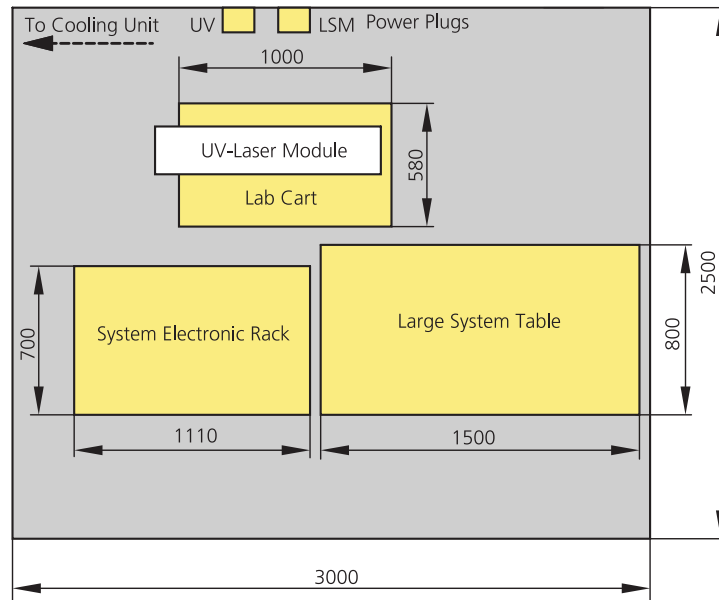 To Cooling Unit
UV
LSM
Power Plugs
1000
UV-Laser Module
Lab Cart
580
2500
700
System Electronic Rack
Large System Table
800
1110
1500
3000